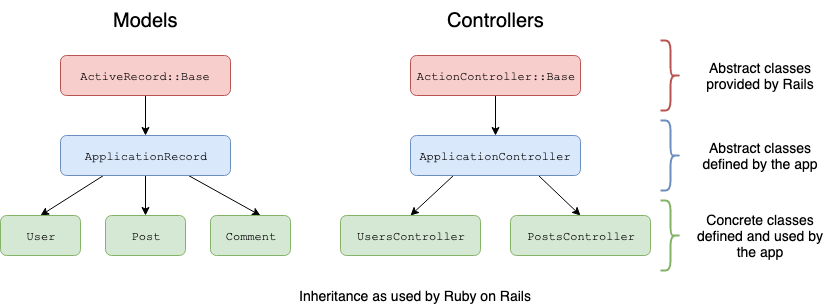 Models
Controllers
ActiveRecord::Base
ActionController::Base
Abstract classes
provided by Rails
ApplicationRecord
ApplicationController
Abstract classes
defined by the app
User
Post
Comment
UsersController
PostsController
Concrete classes
defined and used by
the app
Inheritance as used by Ruby on Rails